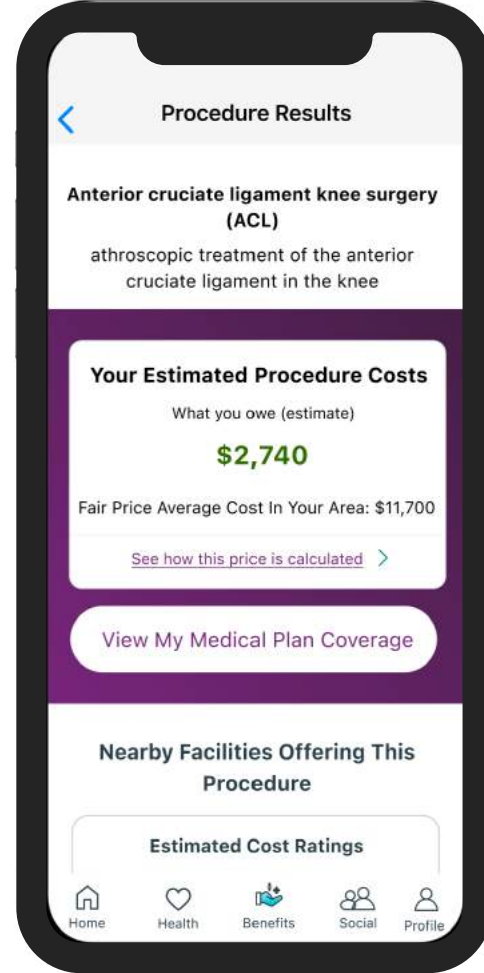 Procedure Results
Anterior cruciate ligament knee surgery
(ACL)
athroscopic treatment of the anterior
cruciate ligament in the knee
Your Estimated Procedure Costs
What you owe (estimate)
$2,740
Fair Price Average Cost In Your Area: $11,700
See how this price is calculated
View My Medical Plan Coverage
Nearby Facilities Offering This
Procedure
Estimated Cost Ratings
Home Health Benefits Social Profile